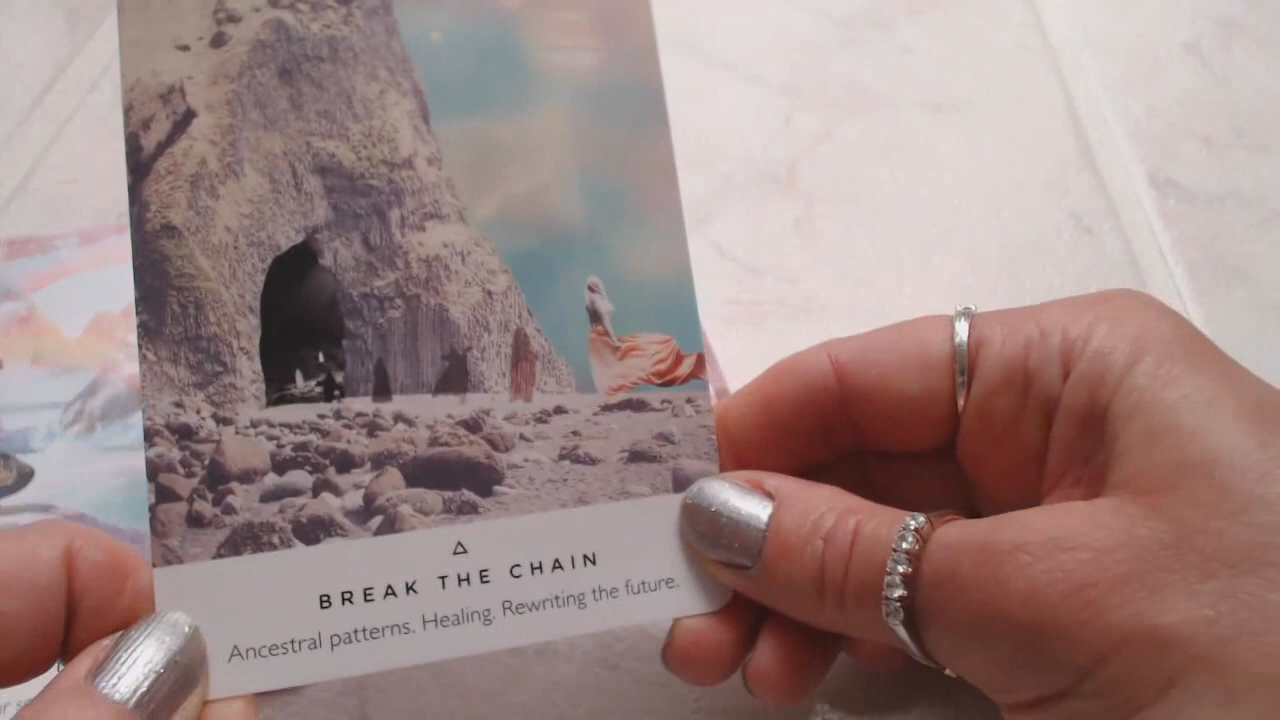 BREAK THE CHAIN
Ancestral patterns. Healing. Rewriting the future.